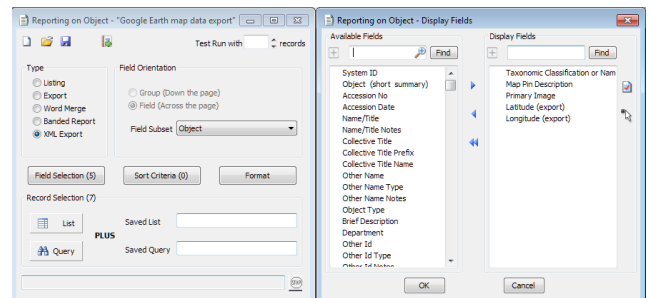 Reporting on Object - "Google Earth map data export"
Test Run with
records
Type
Listing
Export
Word Merge
Banded Report
XML Export
Field Orientation
Group (Down the page)
Field (Across the page)
Field Subset
Object
Field Selection (5)
Sort Criteria (0)
Format
Record Selection (7)
List
PLUS
Query
Saved List
Saved Query
Reporting on Object - Display Fields
Available Fields
Find
System ID
Object (short summary)
Accession No
Accession Date
Name/Title
Name/Title Notes
Collective Title
Collective Title Prefix
Collective Title Name
Other Name
Other Name Type
Other Name Notes
Object Type
Brief Description
Department
Other Id
Other Id Type
Other Id Notes
Display Fields
Find
Taxonomic Classification or Nam
Map Pin Description
Primary Image
Latitude (export)
Longitude (export)
OK
Cancel